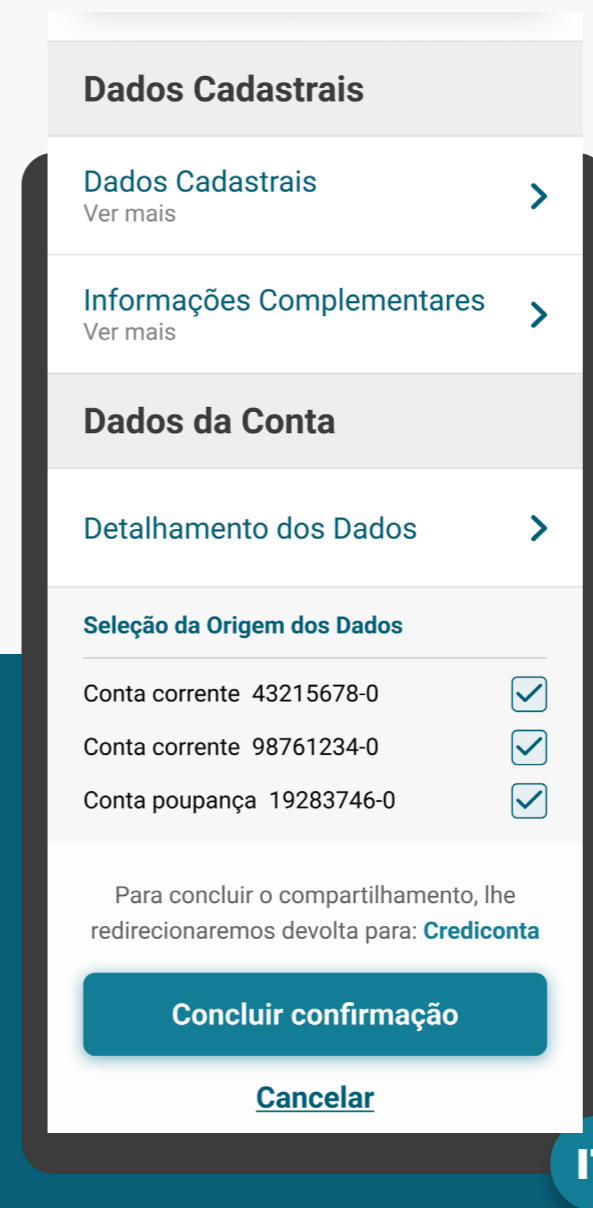 Dados Cadastrais
Dados Cadastrais
Ver mais
Informações Complementares
Ver mais
Dados da Conta
Detalhamento dos Dados
Seleção da Origem dos Dados
Conta corrente 43215678-0
Conta corrente 98761234-0
Conta poupança 19283746-0
Para concluir o compartilhamento, lhe
redirecionaremos devolta para: Crediconta
Concluir confirmação
Cancelar